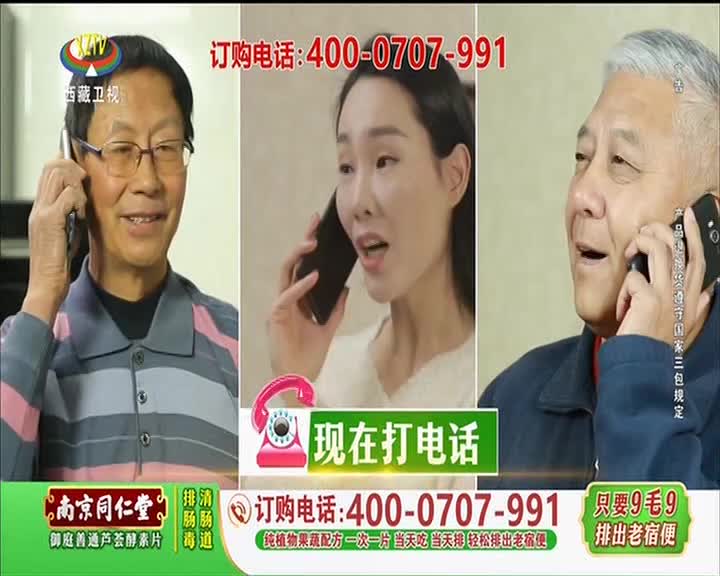 订购电话:400-0707-991
XZTV
西藏卫视
广告
产品退换货遵守国家三包规定
现在打电话
南京同仁堂
御庭善通芦荟酵素片
清肠道
排肠毒
订购电话:400-0707-991
纯植物果蔬配方 一次一片 当天吃 当天排 轻松排出老宿便
只要9毛9
排出老宿便